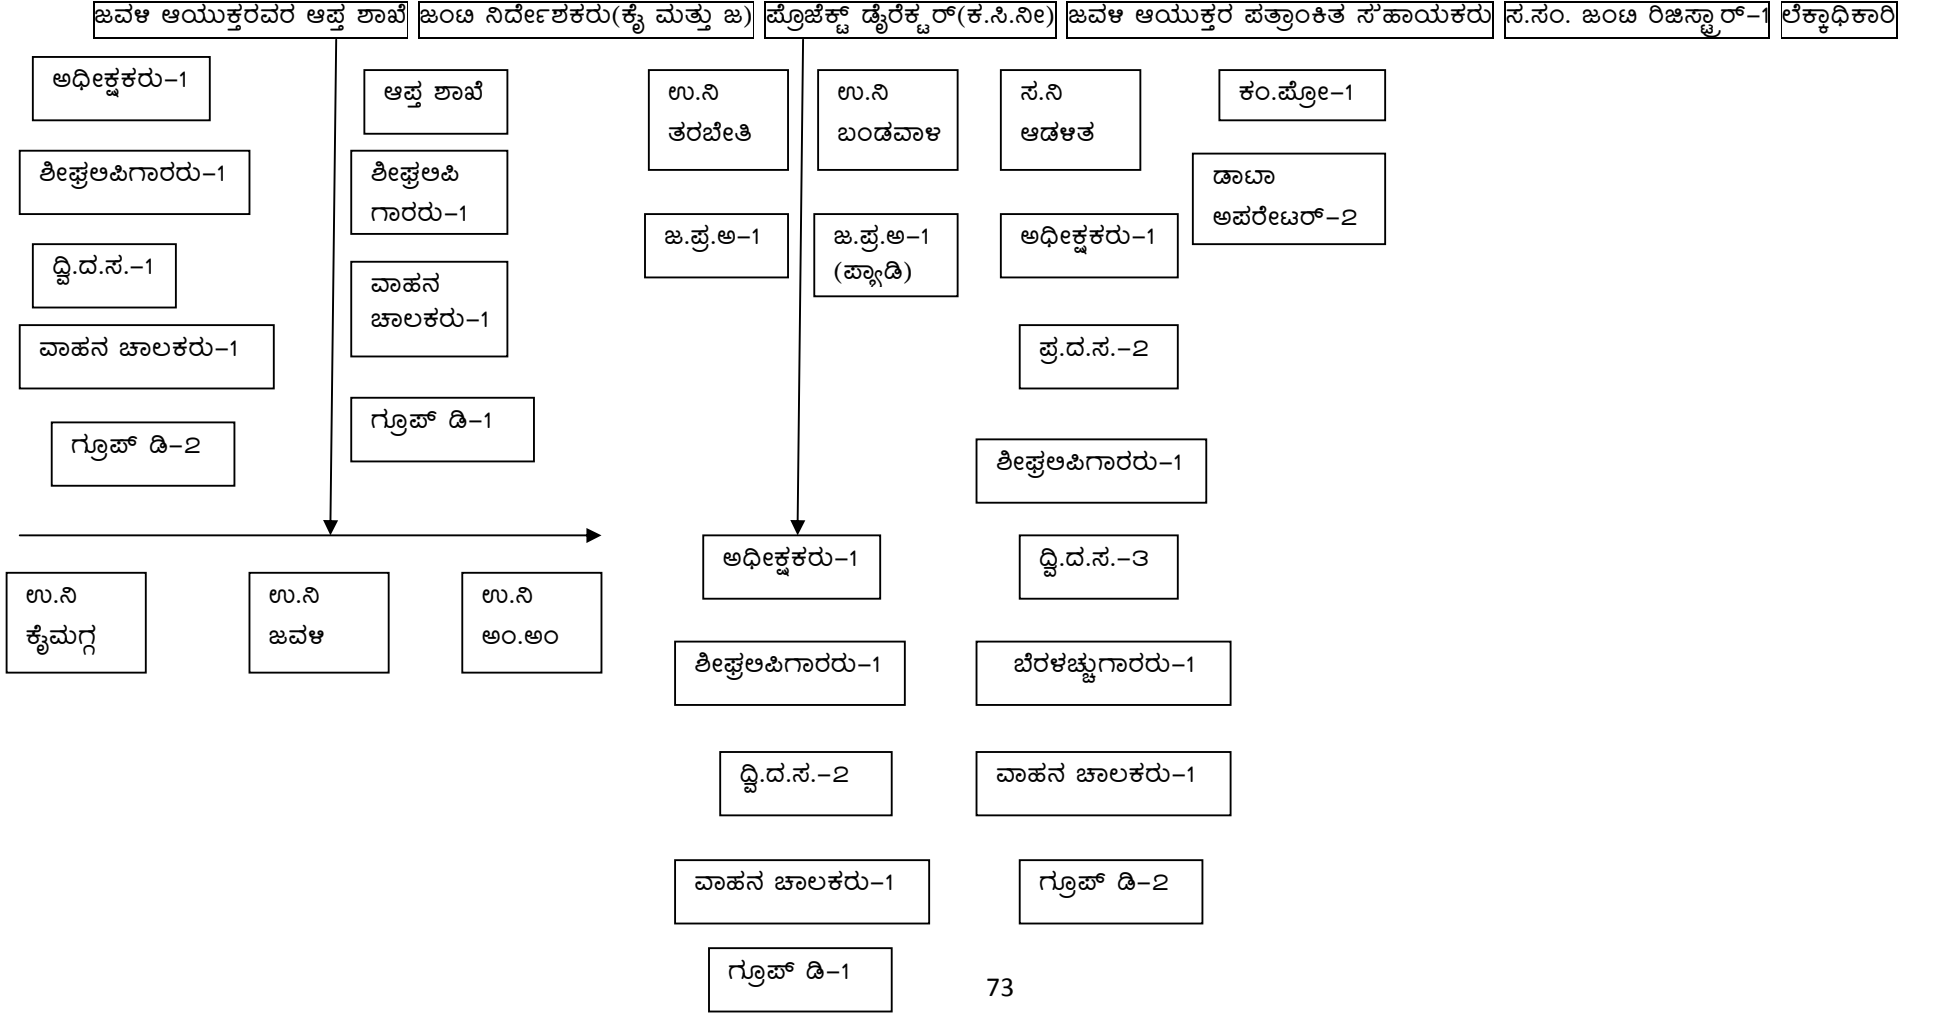 ಜವಳಿ ಆಯುಕ್ತರವರ ಆಪ್ತ ಶಾಖೆ
ಜಂಟಿ ನಿರ್ದೇಶಕರು(ಕೈ ಮತ್ತು ಜ)
ಪ್ರೊಜೆಕ್ಟ್ ಡೈರೆಕ್ಟರ್(ಕ.ಸಿ.ನೀ)
ಜವಳಿ ಆಯುಕ್ತರ ಪತ್ರಾಂಕಿತ ಸಹಾಯಕರು
ಸ.ಸಂ. ಜಂಟಿ ರಿಜಿಸ್ಟ್ರಾರ್-1
ಲೆಕ್ಕಾಧಿಕಾರಿ
ಅಧೀಕ್ಷಕರು-1
ಶೀಘ್ರಲಿಪಿಗಾರರು-1
ದ್ವಿ.ದ.ಸ.-1
ವಾಹನ ಚಾಲಕರು-1
ಗ್ರೂಪ್ ಡಿ-2
ಆಪ್ತ ಶಾಖೆ
ಶೀಘ್ರಲಿಪಿ
ಗಾರರು-1
ವಾಹನ
ಚಾಲಕರು-1
ಗ್ರೂಪ್ ಡಿ-1
ಉ.ನಿ
ಕೈಮಗ್ಗ
ಉ.ನಿ
ಜವಳಿ
ಉ.ನಿ
ಅಂ.ಅಂ
ಉ.ನಿ
ತರಬೇತಿ
ಜ.ಪ್ರ.ಅ-1
ಉ.ನಿ
ಬಂಡವಾಳ
ಜ.ಪ್ರ.ಅ-1
(ಪ್ಯಾಡಿ)
ಅಧೀಕ್ಷಕರು-1
ಶೀಘ್ರಲಿಪಿಗಾರರು-1
ದ್ವಿ.ದ.ಸ.-2
ವಾಹನ ಚಾಲಕರು-1
ಗ್ರೂಪ್ ಡಿ-1
ಸ.ನಿ
ಆಡಳಿತ
ಅಧೀಕ್ಷಕರು-1
ಪ್ರ.ದ.ಸ.-2
ಶೀಘ್ರಲಿಪಿಗಾರರು-1
ದ್ವಿ.ದ.ಸ.-3
ಬೆರಳಚ್ಚುಗಾರರು-1
ವಾಹನ ಚಾಲಕರು-1
ಗ್ರೂಪ್ ಡಿ-2
ಕಂ.ಪ್ರೋ-1
ಡಾಟಾ
ಅಪರೇಟರ್-2
73